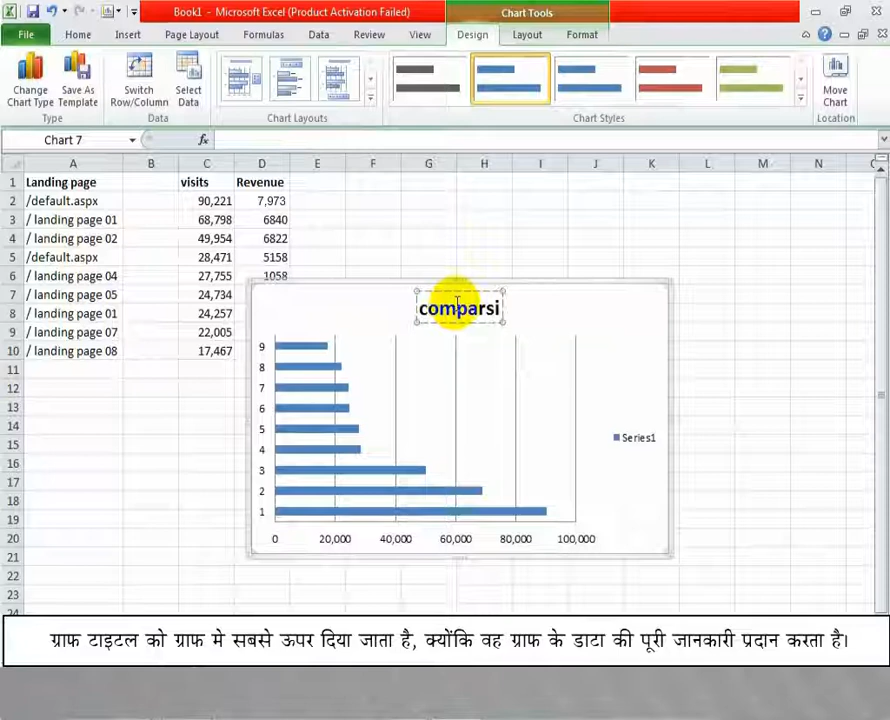 Book1 - Microsoft Excel (Product Activation Failed)
Chart Tools
File Home Insert Page Layout Formulas Data Review View Design Layout Format
Change Chart Type
Save As Template
Switch Row/Column
Select Data
Move Chart
Type Data Chart Layouts Chart Styles Location
Chart 7 fx
A B C D E F G H I J K L M N
1 Landing page visits Revenue
2 /default.aspx 90,221 7,973
3 / landing page 01 68,798 6840
4 / landing page 02 49,954 6822
5 /default.aspx 28,471 5158
6 / landing page 04 27,755 1058
7 / landing page 05 24,734
8 / landing page 01 24,257
9 / landing page 07 22,005
10 / landing page 08 17,467
11
12
13
14
15
16
17
18
19
20
21
22
23
24
comparsi
9
8
7
6
5
4
3
2
1
Series1
0 20,000 40,000 60,000 80,000 100,000
ग्राफ टाइटल को ग्राफ मे सबसे ऊपर दिया जाता है, क्योंकि वह ग्राफ के डाटा की पूरी जानकारी प्रदान करता है।